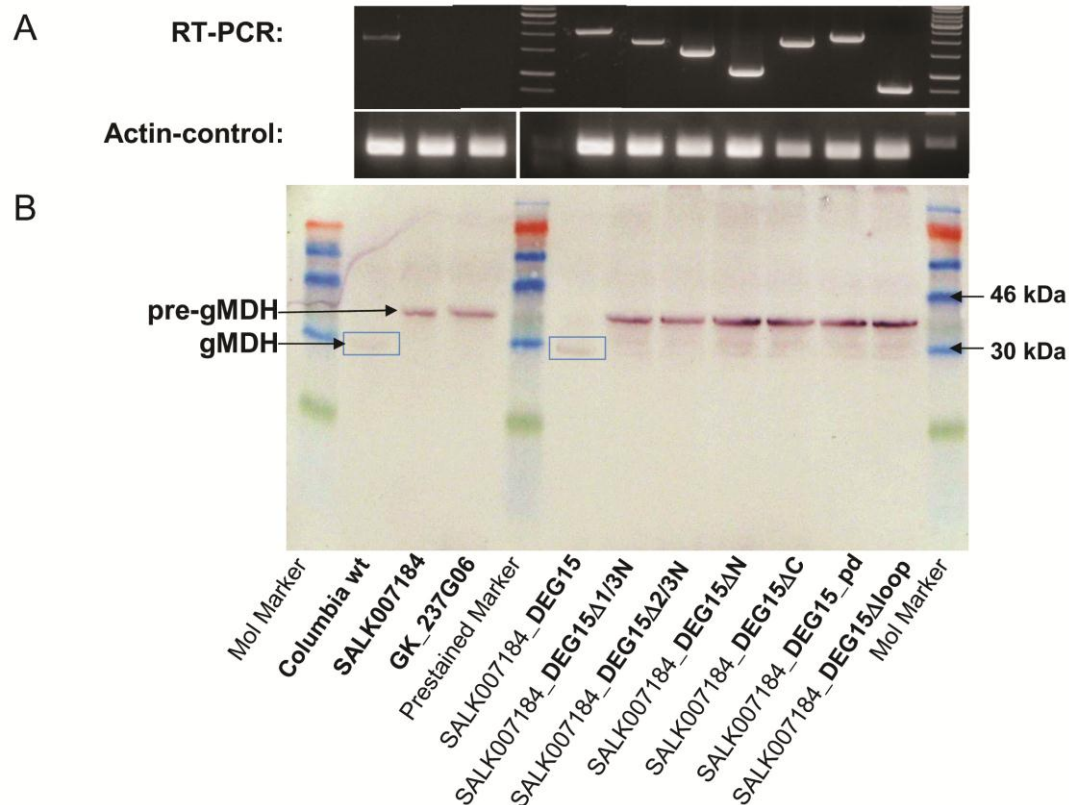 A
RT-PCR:
Actin-control:
B
pre-gMDH
gMDH
46 kDa
30 kDa
Mol Marker
Columbia wt
SALK007184
GK_237G06
Prestained Marker
SALK007184_DEG15
SALK007184_DEG15Δ1/3N
SALK007184_DEG15Δ2/3N
SALK007184_DEG15ΔN
SALK007184_DEG15ΔC
SALK007184_DEG15_pd
SALK007184_DEG15Δloop
Mol Marker